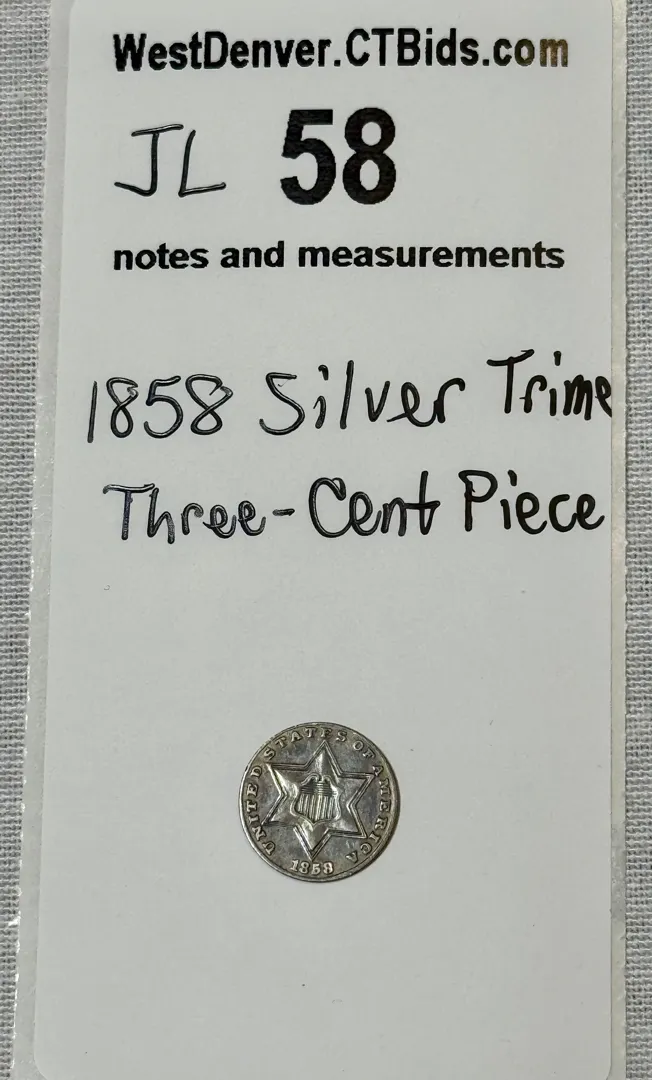 WestDenver.CTBids.com
JL 58
notes and measurements
1858 Silver Trime
Three-Cent Piece
UNITED STATES OF AMERICA
1858